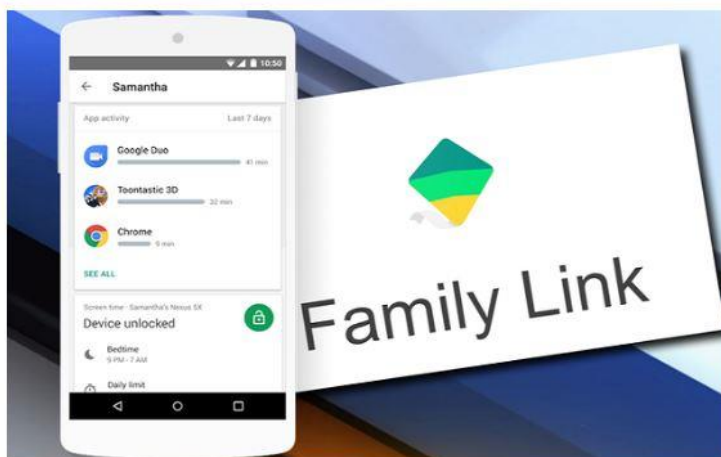 10:50
Samantha
App activity Last 7 days
Google Duo
41 min
Toontastic 3D
32 min
Chrome
9 min
SEE ALL
Screen time · Samantha's Nexus 5X
Device unlocked
Bedtime
9 PM - 7 AM
Daily limit
Family Link